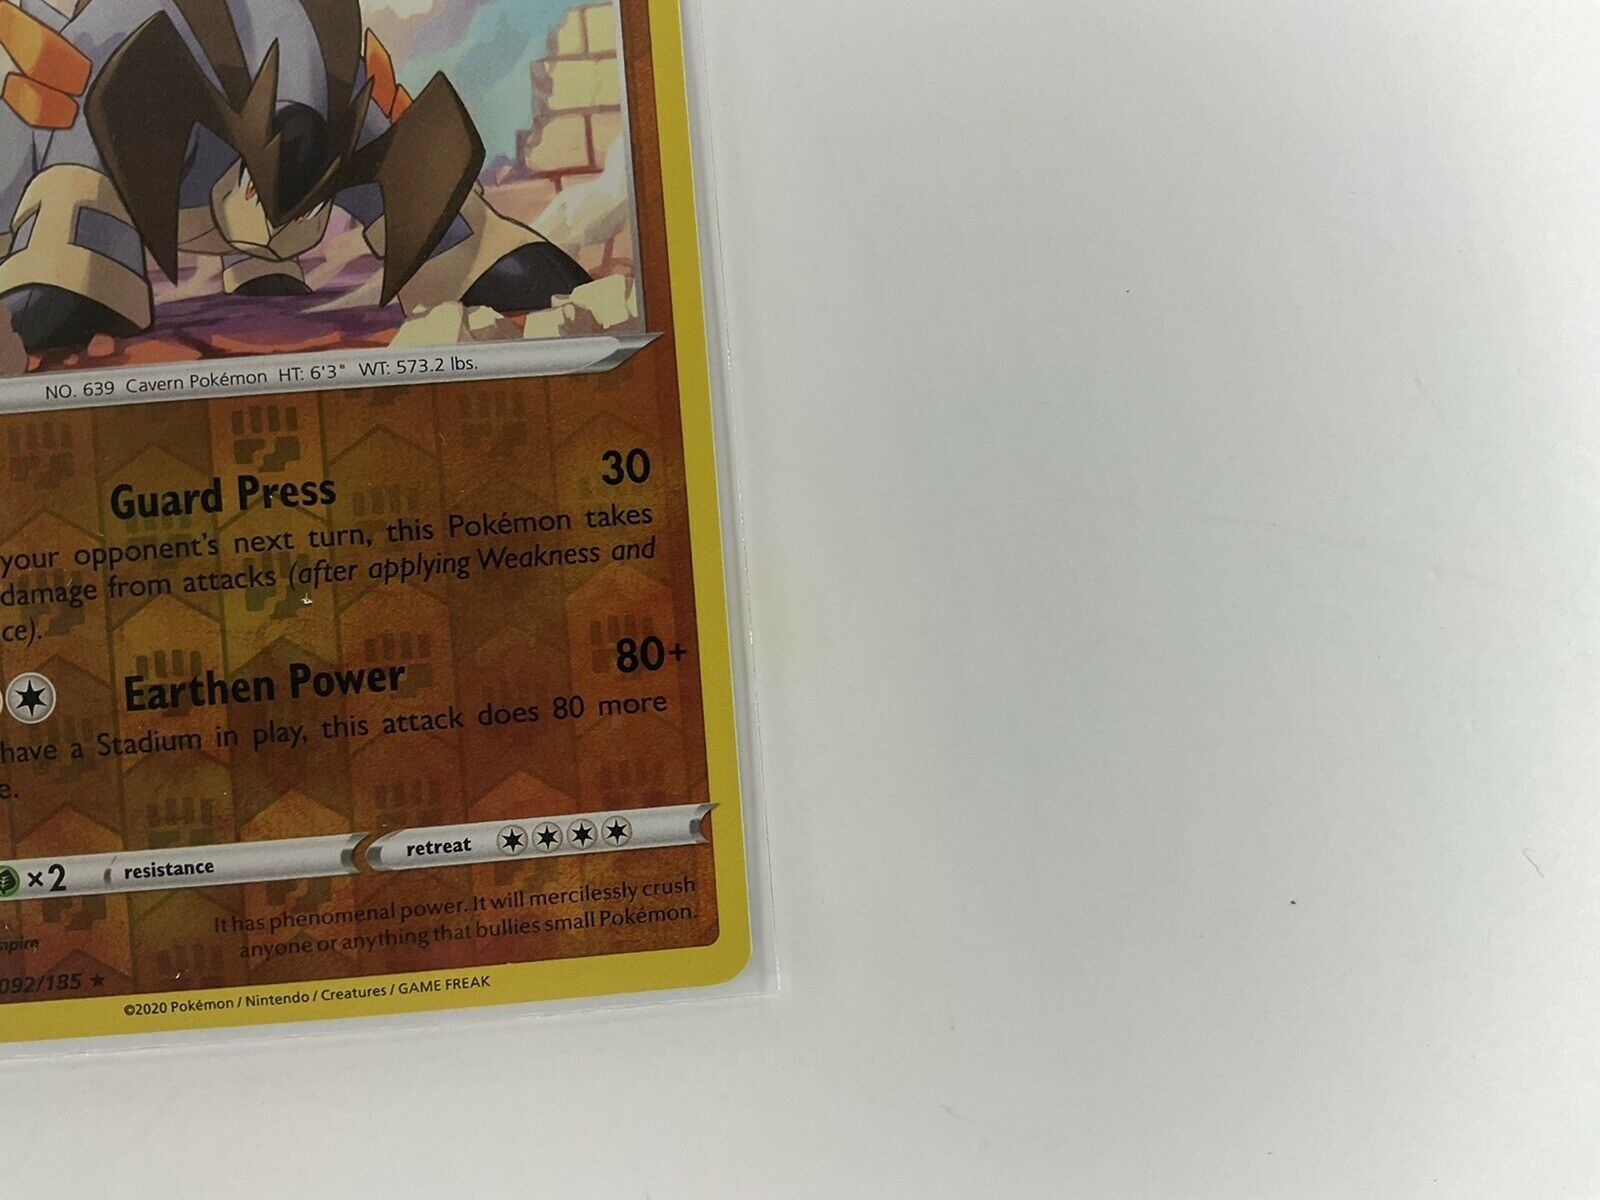 NO. 639 Cavern Pokémon HT: 6'3" WT: 573.2 lbs.
Guard Press 30
your opponent's next turn, this Pokémon takes
damage from attacks (after applying Weakness and
ce).
Earthen Power 80+
have a Stadium in play, this attack does 80 more
e.
×2 resistance retreat
It has phenomenal power. It will mercilessly crush
anyone or anything that bullies small Pokémon.
mpire
092/185 ★
©2020 Pokémon / Nintendo / Creatures / GAME FREAK